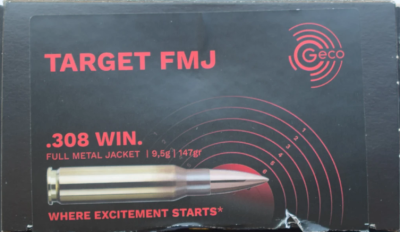 TARGET FMJ
Geco
.308 WIN.
FULL METAL JACKET | 9,5g | 147gr
WHERE EXCITEMENT STARTS*